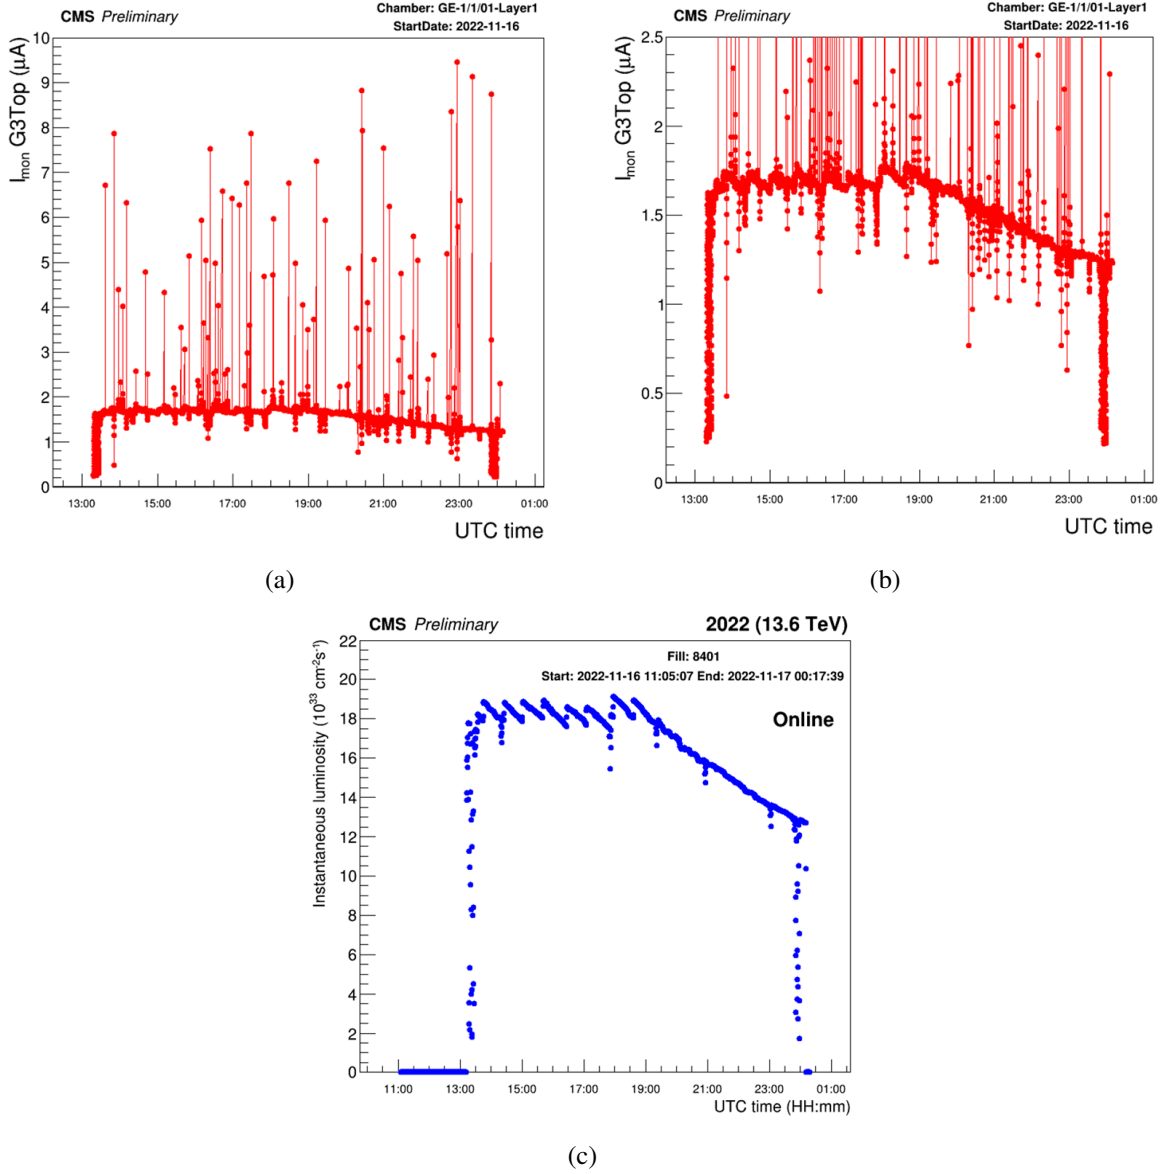 CMS Preliminary
Chamber: GE-1/1/01-Layer1
StartDate: 2022-11-16
I_mon G3Top (μA)
10
9
8
7
6
5
4
3
2
1
0
13:00 15:00 17:00 19:00 21:00 23:00 01:00
UTC time
(a)
CMS Preliminary
Chamber: GE-1/1/01-Layer1
StartDate: 2022-11-16
I_mon G3Top (μA)
2.5
2
1.5
1
0.5
0
13:00 15:00 17:00 19:00 21:00 23:00 01:00
UTC time
(b)
CMS Preliminary
2022 (13.6 TeV)
Fill: 8401
Start: 2022-11-16 11:05:07 End: 2022-11-17 00:17:39
Online
Instantaneous luminosity (10³³ cm⁻²s⁻¹)
22
20
18
16
14
12
10
8
6
4
2
0
11:00 13:00 15:00 17:00 19:00 21:00 23:00 01:00
UTC time (HH:mm)
(c)